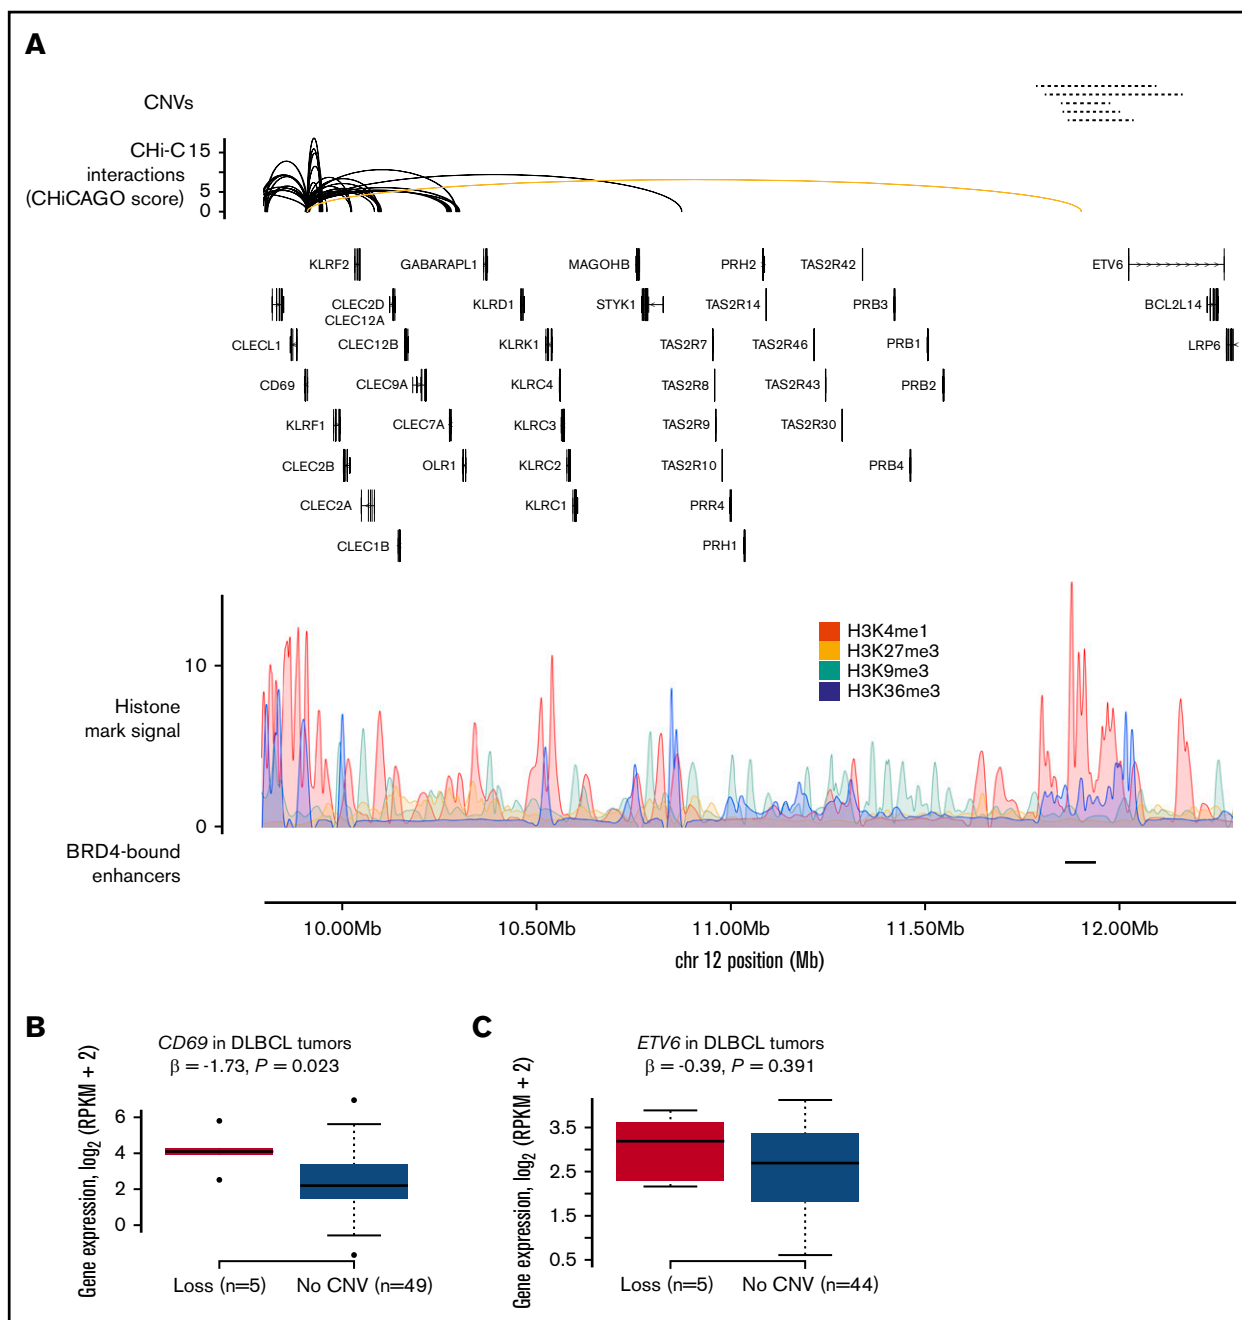 A
CNVs
CHi-C
interactions
(CHiCAGO score)
15
5
0
KLRF2
GABARAPL1
MAGOHB
PRH2
TAS2R42
ETV6
CLEC2D
KLRD1
STYK1
TAS2R14
PRB3
BCL2L14
CLEC12A
CLECL1
CLEC12B
KLRK1
TAS2R7
TAS2R46
PRB1
LRP6
CD69
CLEC9A
KLRC4
TAS2R8
TAS2R43
PRB2
KLRF1
CLEC7A
KLRC3
TAS2R9
TAS2R30
CLEC2B
OLR1
KLRC2
TAS2R10
PRB4
CLEC2A
KLRC1
PRR4
CLEC1B
PRH1
Histone
mark signal
10
0
H3K4me1
H3K27me3
H3K9me3
H3K36me3
BRD4-bound
enhancers
10.00Mb
10.50Mb
11.00Mb
11.50Mb
12.00Mb
chr 12 position (Mb)
B
CD69 in DLBCL tumors
β = -1.73, P = 0.023
Gene expression, log2 (RPKM + 2)
6
4
2
0
Loss (n=5)
No CNV (n=49)
C
ETV6 in DLBCL tumors
β = -0.39, P = 0.391
Gene expression, log2 (RPKM + 2)
3.5
2.5
1.5
0.5
Loss (n=5)
No CNV (n=44)